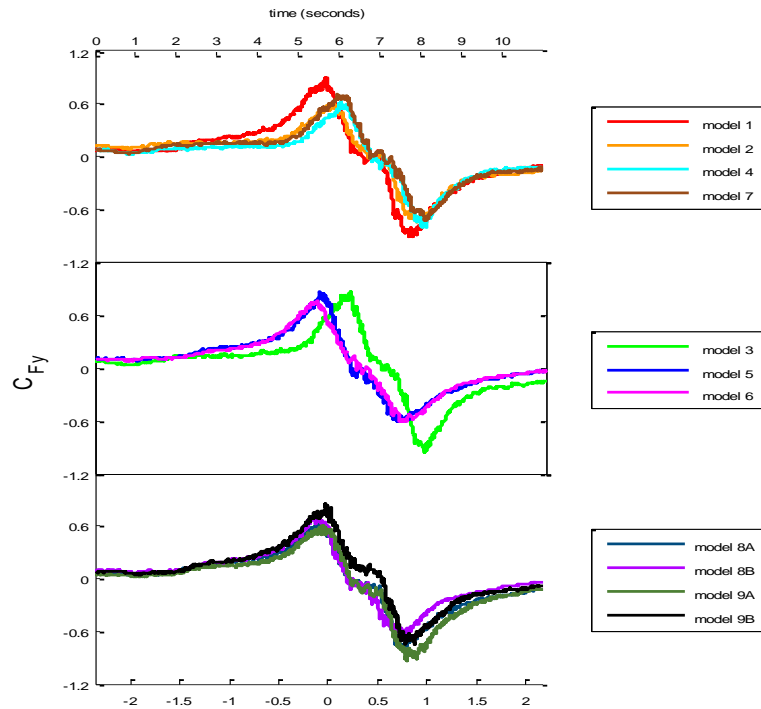 time (seconds)
0 1 2 3 4 5 6 7 8 9 10
1.2
0.6
0
-0.6
-1.2
model 1
model 2
model 4
model 7
C_Fy
0.6
0
-0.6
-1.2
model 3
model 5
model 6
0.6
0
-0.6
-1.2
model 8A
model 8B
model 9A
model 9B
-2 -1 -1 -0.5 0 0.5 1 1.5 2